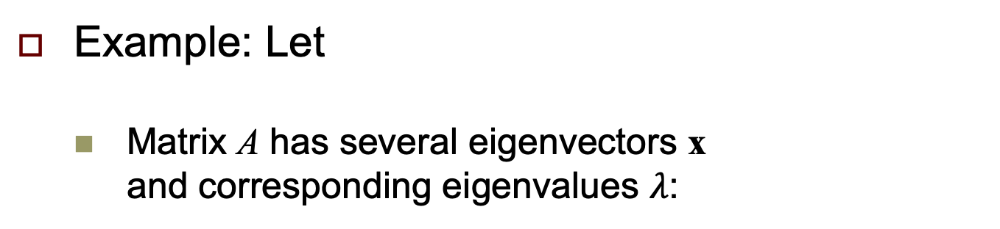 Example: Let
Matrix A has several eigenvectors x
and corresponding eigenvalues λ: